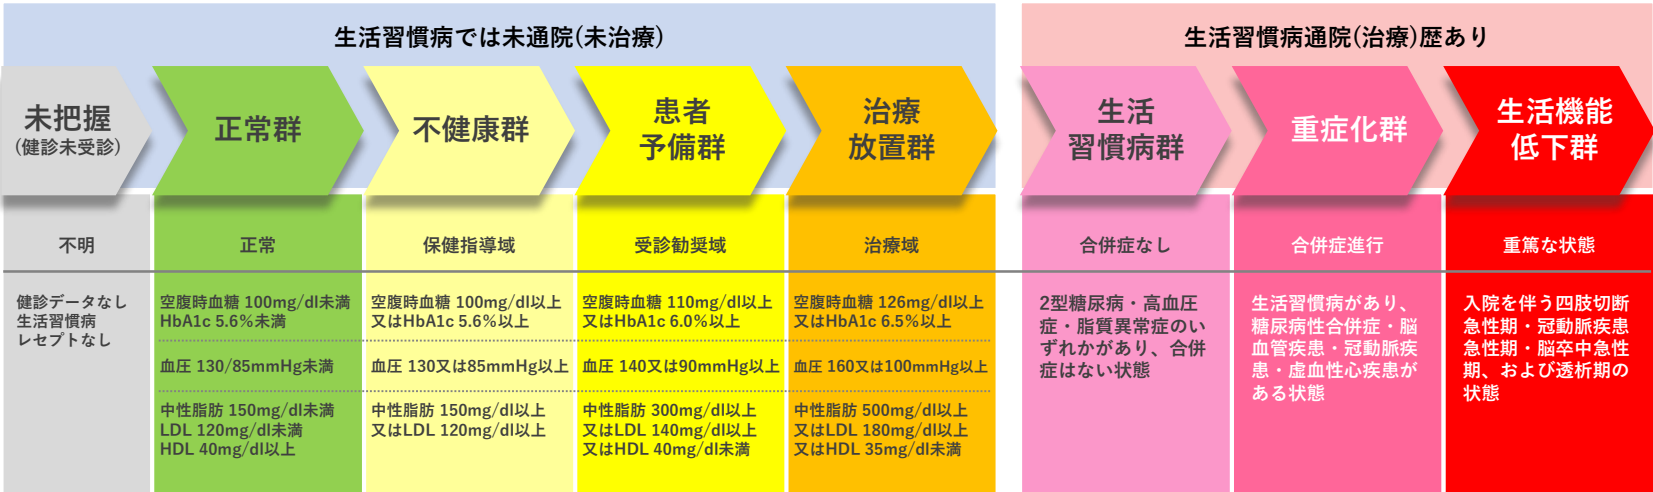 生活習慣病では未通院(未治療)
生活習慣病通院(治療)歴あり
未把握
(健診未受診)
正常群
不健康群
患者
予備群
治療
放置群
生活
習慣病群
重症化群
生活機能
低下群
不明
正常
保健指導域
受診勧奨域
治療域
合併症なし
合併症進行
重篤な状態
健診データなし
生活習慣病
レセプトなし
空腹時血糖 100mg/dl未満
HbA1c 5.6%未満
血圧 130/85mmHg未満
中性脂肪 150mg/dl未満
LDL 120mg/dl未満
HDL 40mg/dl以上
空腹時血糖 100mg/dl以上
又はHbA1c 5.6%以上
血圧 130又は85mmHg以上
中性脂肪 150mg/dl以上
又はLDL 120mg/dl以上
空腹時血糖 110mg/dl以上
又はHbA1c 6.0%以上
血圧 140又は90mmHg以上
中性脂肪 300mg/dl以上
又はLDL 140mg/dl以上
又はHDL 40mg/dl未満
空腹時血糖 126mg/dl以上
又はHbA1c 6.5%以上
血圧 160又は100mmHg以上
中性脂肪 500mg/dl以上
又はLDL 180mg/dl以上
又はHDL 35mg/dl未満
2型糖尿病・高血圧
症・脂質異常症のい
ずれかがあり、合併
症はない状態
生活習慣病があり、
糖尿病性合併症・脳
血管疾患・冠動脈疾
患・虚血性心疾患が
ある状態
入院を伴う四肢切断
急性期・冠動脈疾患
急性期・脳卒中急性
期、および透析期の
状態